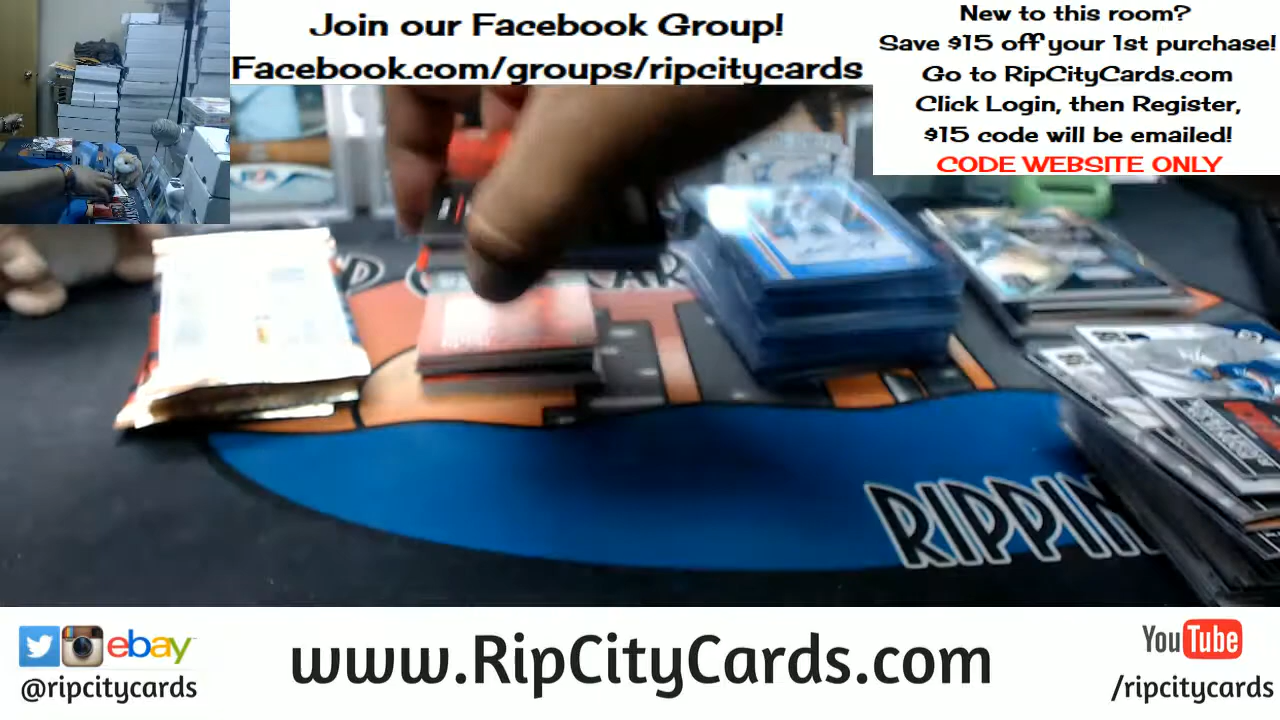 Join our Facebook Group!
Facebook.com/groups/ripcitycards
New to this room?
Save $15 off your 1st purchase!
Go to RipCityCards.com
Click Login, then Register,
$15 code will be emailed!
CODE WEBSITE ONLY
RIPPIN
ebay
@ripcitycards
www.RipCityCards.com
YouTube
/ripcitycards